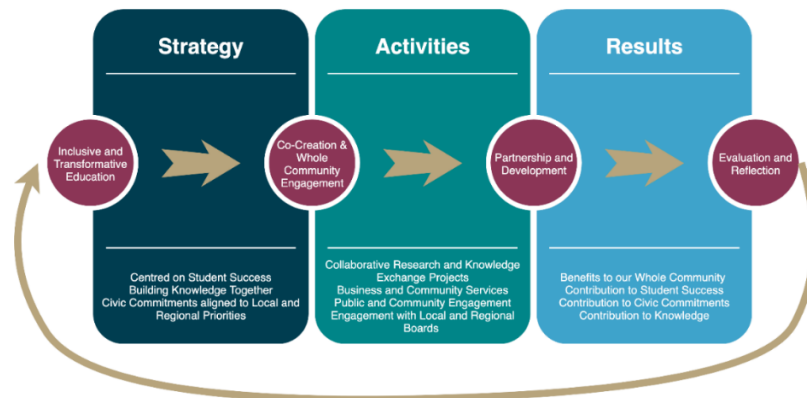 Strategy
Activities
Results
Inclusive and
Transformative
Education
Co-Creation &
Whole
Community
Engagement
Partnership and
Development
Evaluation and
Reflection
Centred on Student Success
Building Knowledge Together
Civic Commitments aligned to Local and
Regional Priorities
Collaborative Research and Knowledge
Exchange Projects
Business and Community Services
Public and Community Engagement
Engagement with Local and Regional
Boards
Benefits to our Whole Community
Contribution to Student Success
Contribution to Civic Commitments
Contribution to Knowledge